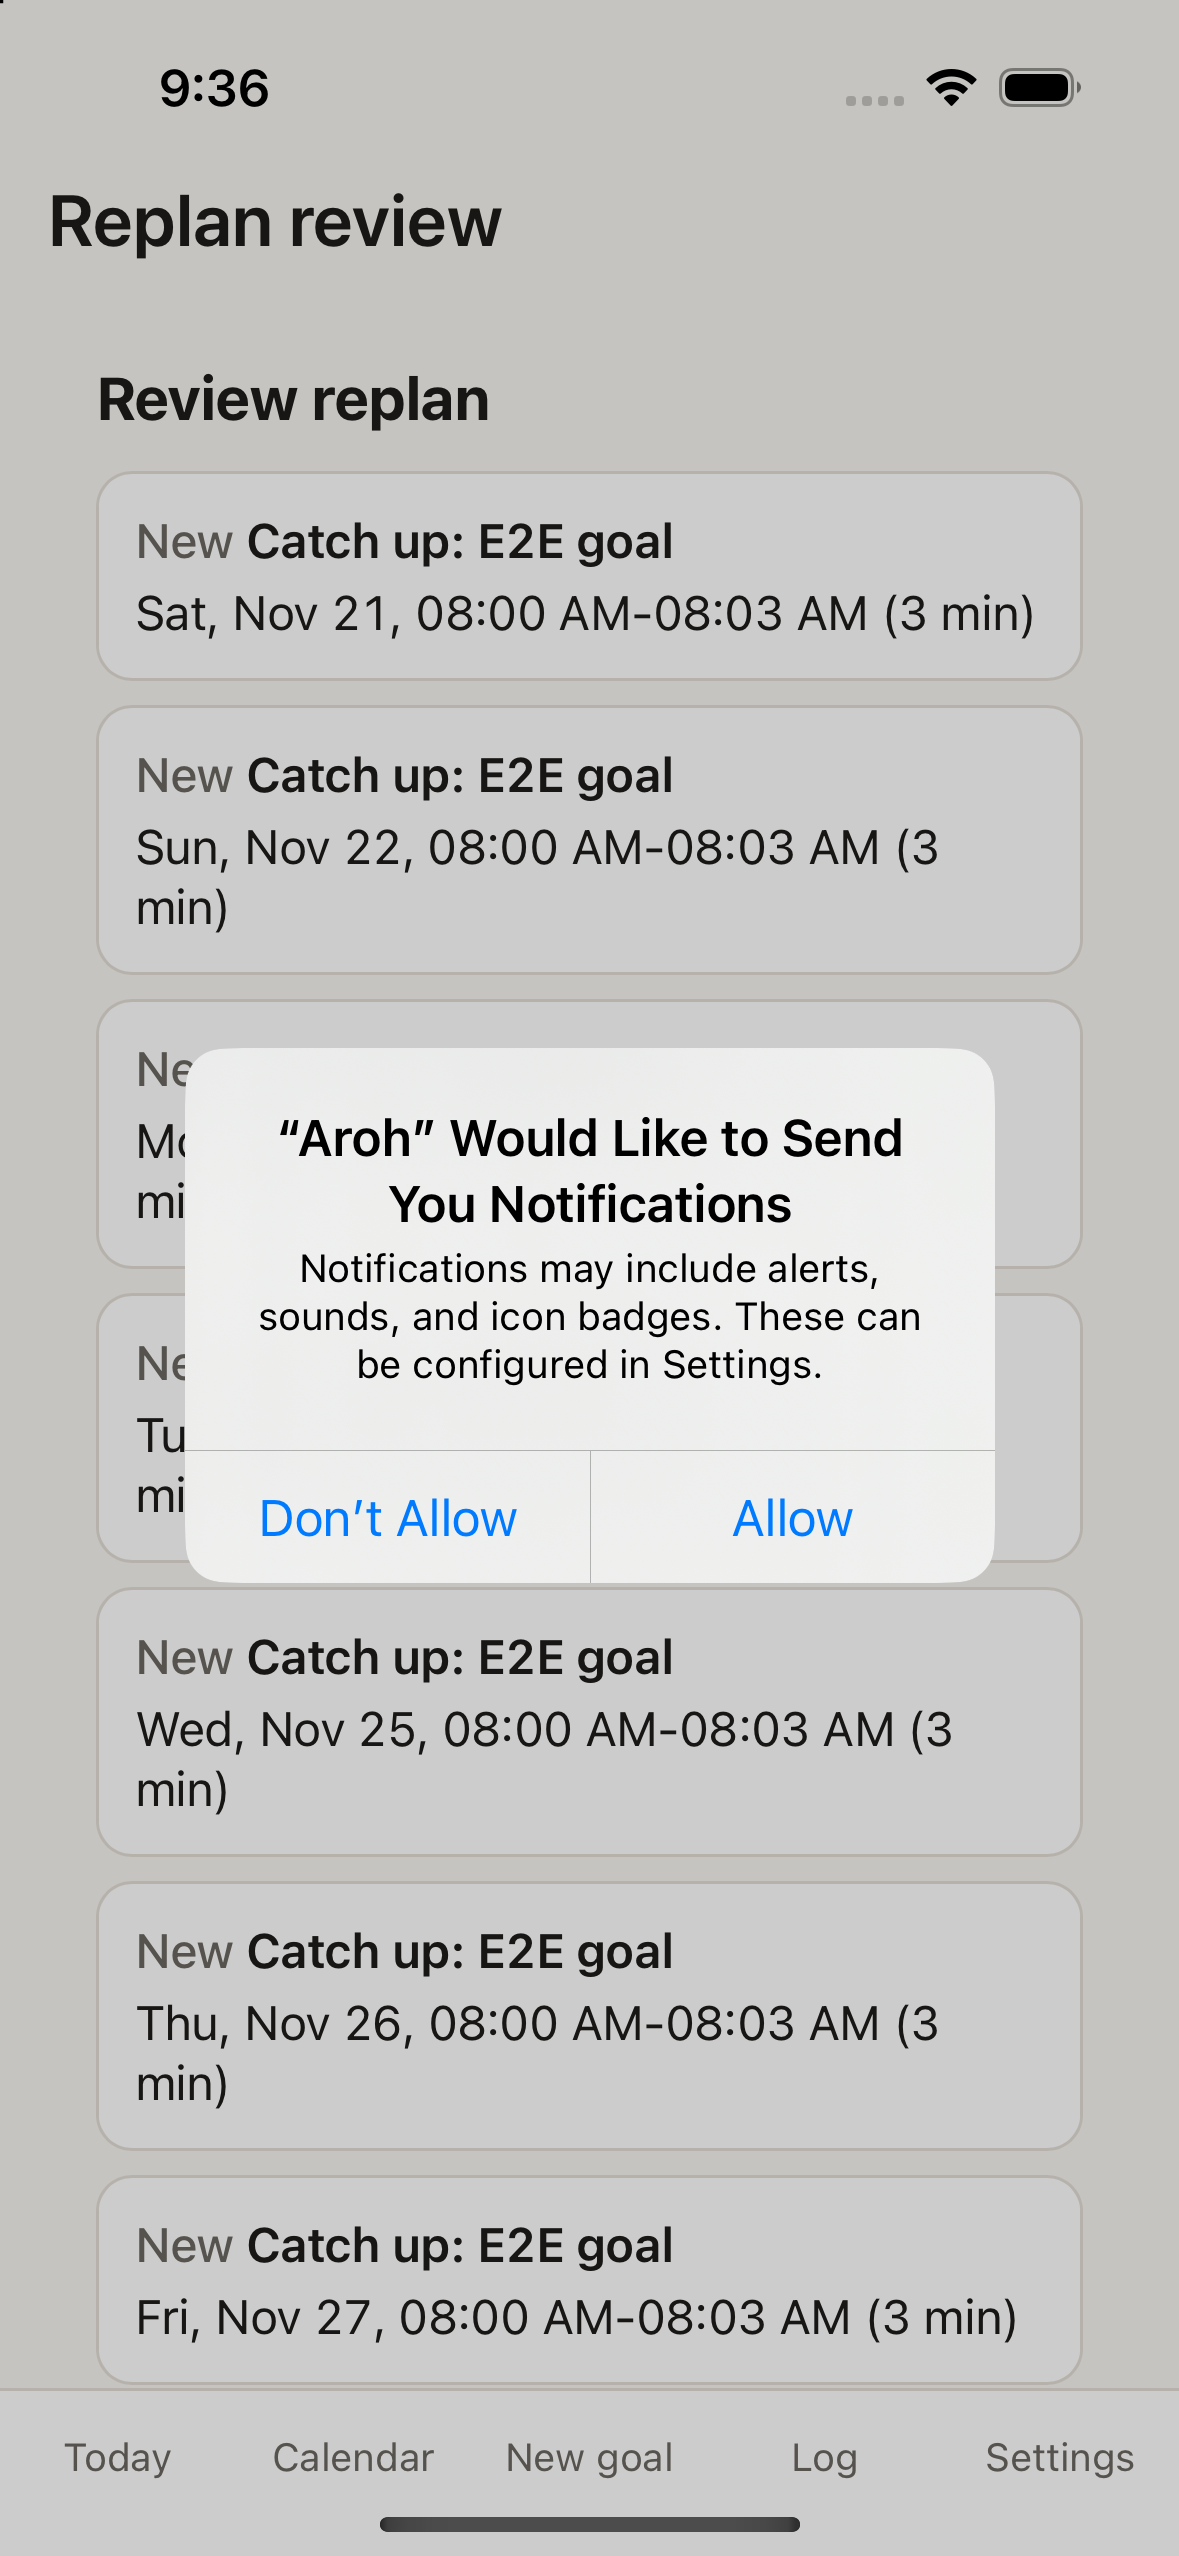 9:36
Replan review
Review replan
New Catch up: E2E goal
Sat, Nov 21, 08:00 AM-08:03 AM (3 min)
New Catch up: E2E goal
Sun, Nov 22, 08:00 AM-08:03 AM (3
min)
“Aroh” Would Like to Send
You Notifications
Notifications may include alerts,
sounds, and icon badges. These can
be configured in Settings.
Don’t Allow
Allow
New Catch up: E2E goal
Wed, Nov 25, 08:00 AM-08:03 AM (3
min)
New Catch up: E2E goal
Thu, Nov 26, 08:00 AM-08:03 AM (3
min)
New Catch up: E2E goal
Fri, Nov 27, 08:00 AM-08:03 AM (3 min)
Today
Calendar
New goal
Log
Settings